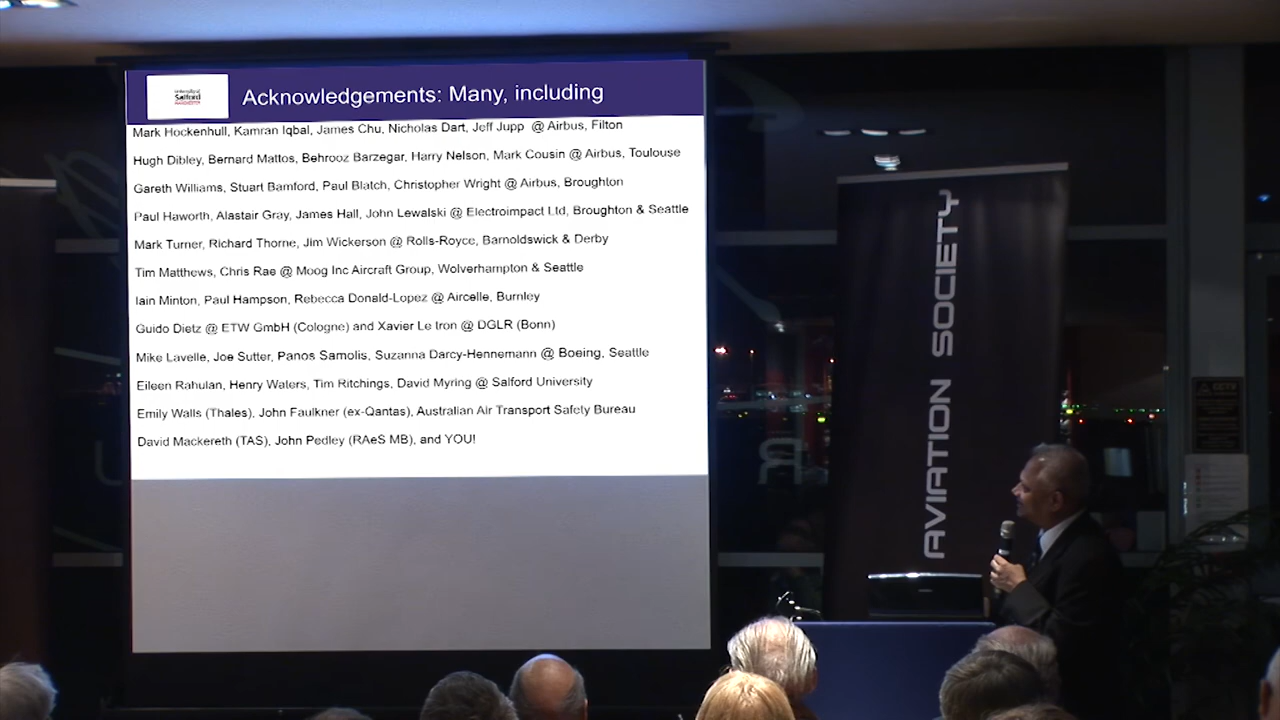 University of
Salford
MANCHESTER
Acknowledgements: Many, including
Mark Hockenhull, Kamran Iqbal, James Chu, Nicholas Dart, Jeff Jupp @ Airbus, Filton
Hugh Dibley, Bernard Mattos, Behrooz Barzegar, Harry Nelson, Mark Cousin @ Airbus, Toulouse
Gareth Williams, Stuart Bamford, Paul Blatch, Christopher Wright @ Airbus, Broughton
Paul Haworth, Alastair Gray, James Hall, John Lewalski @ Electroimpact Ltd, Broughton & Seattle
Mark Turner, Richard Thorne, Jim Wickerson @ Rolls-Royce, Barnoldswick & Derby
Tim Matthews, Chris Rae @ Moog Inc Aircraft Group, Wolverhampton & Seattle
Iain Minton, Paul Hampson, Rebecca Donald-Lopez @ Aircelle, Burnley
Guido Dietz @ ETW GmbH (Cologne) and Xavier Le tron @ DGLR (Bonn)
Mike Lavelle, Joe Sutter, Panos Samolis, Suzanna Darcy-Hennemann @ Boeing, Seattle
Eileen Rahulan, Henry Waters, Tim Ritchings, David Myring @ Salford University
Emily Walls (Thales), John Faulkner (ex-Qantas), Australian Air Transport Safety Bureau
David Mackereth (TAS), John Pedley (RAeS MB), and YOU!
AVIATION SOCIETY
CCTV